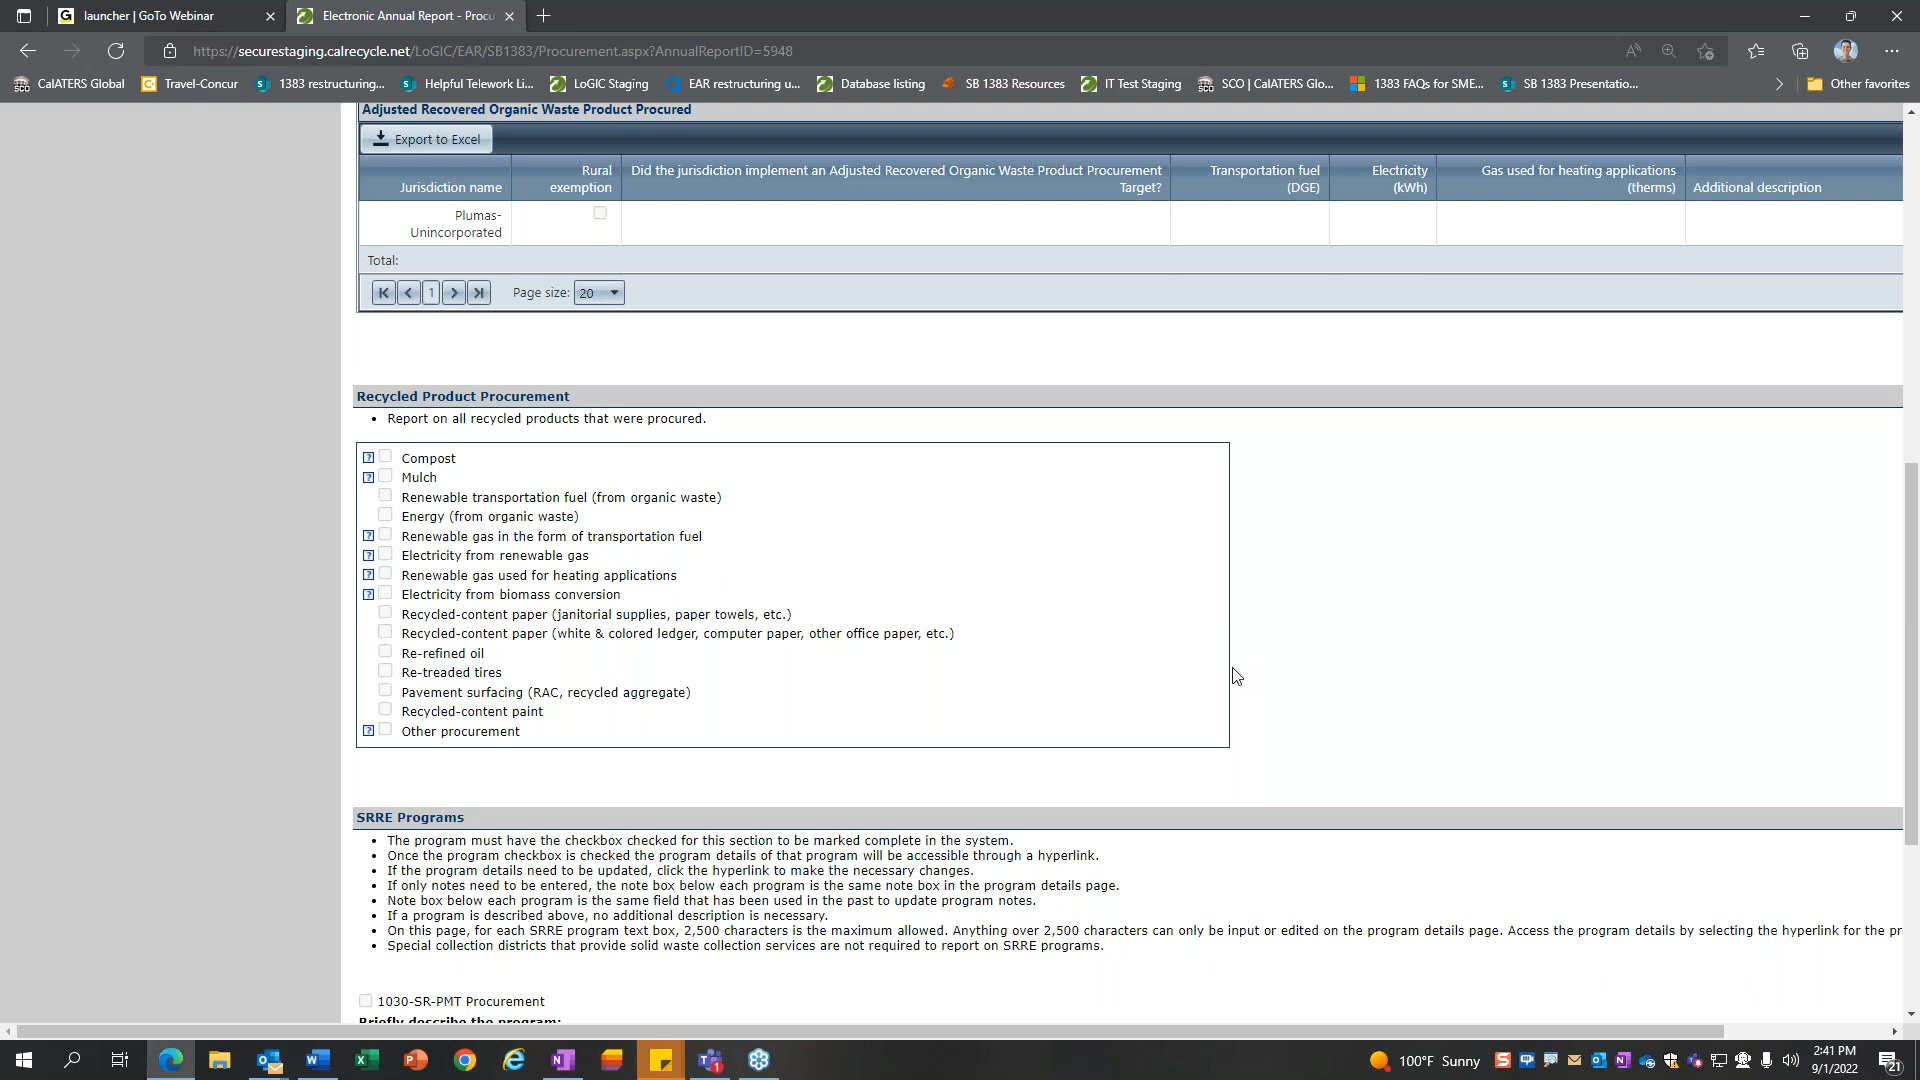 launcher | GoTo Webinar
Electronic Annual Report - Procu
https://securestaging.calrecycle.net/LoGIC/EAR/SB1383/Procurement.aspx?AnnualReportID=5948
CalATERS Global
Travel-Concur
1383 restructuring...
Helpful Telework Li...
LoGIC Staging
EAR restructuring u...
Database listing
SB 1383 Resources
IT Test Staging
SCO | CalATERS Glo...
1383 FAQs for SME...
SB 1383 Presentatio...
Other favorites
Adjusted Recovered Organic Waste Product Procured
Export to Excel
Jurisdiction name
Rural exemption
Did the jurisdiction implement an Adjusted Recovered Organic Waste Product Procurement Target?
Transportation fuel (DGE)
Electricity (kWh)
Gas used for heating applications (therms)
Additional description
Plumas-
Unincorporated
Total:
1
Page size: 20
Recycled Product Procurement
• Report on all recycled products that were procured.
? Compost
? Mulch
Renewable transportation fuel (from organic waste)
Energy (from organic waste)
? Renewable gas in the form of transportation fuel
? Electricity from renewable gas
? Renewable gas used for heating applications
? Electricity from biomass conversion
Recycled-content paper (janitorial supplies, paper towels, etc.)
Recycled-content paper (white & colored ledger, computer paper, other office paper, etc.)
Re-refined oil
Re-treaded tires
Pavement surfacing (RAC, recycled aggregate)
Recycled-content paint
? Other procurement
SRRE Programs
• The program must have the checkbox checked for this section to be marked complete in the system.
• Once the program checkbox is checked the program details of that program will be accessible through a hyperlink.
• If the program details need to be updated, click the hyperlink to make the necessary changes.
• If only notes need to be entered, the note box below each program is the same note box in the program details page.
• Note box below each program is the same field that has been used in the past to update program notes.
• If a program is described above, no additional description is necessary.
• On this page, for each SRRE program text box, 2,500 characters is the maximum allowed. Anything over 2,500 characters can only be input or edited on the program details page. Access the program details by selecting the hyperlink for the pr
• Special collection districts that provide solid waste collection services are not required to report on SRRE programs.
1030-SR-PMT Procurement
Briefly describe the program:
100°F Sunny
2:41 PM
9/1/2022
21